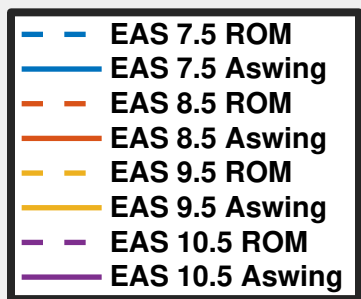 EAS 7.5 ROM
EAS 7.5 Aswing
EAS 8.5 ROM
EAS 8.5 Aswing
EAS 9.5 ROM
EAS 9.5 Aswing
EAS 10.5 ROM
EAS 10.5 Aswing